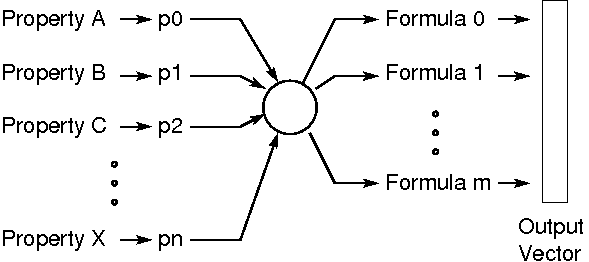 Property A p0 Formula 0
Property B p1 Formula 1
Property C p2
Property X pn Formula m
Output
Vector